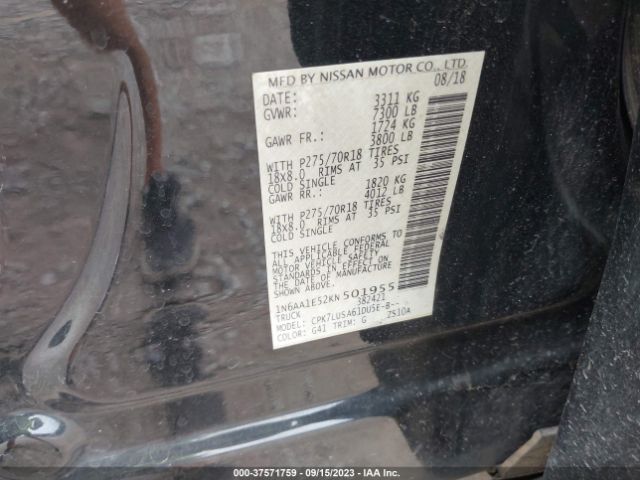 MFD BY NISSAN MOTOR CO., LTD.
DATE: 08/18
GVWR: 3311 KG
7300 LB
GAWR FR.: 1724 KG
3800 LB
WITH P275/70R18 TIRES
18x8.0 RIMS AT 35 PSI
COLD SINGLE
GAWR RR.: 1820 KG
4012 LB
WITH P275/70R18 TIRES
18x8.0 RIMS AT 35 PSI
COLD SINGLE
THIS VEHICLE CONFORMS TO
ALL APPLICABLE FEDERAL
MOTOR VEHICLE SAFETY
STANDARDS IN EFFECT ON
THE DATE OF MANUFACTURE
SHOWN ABOVE.
1N6AA1E52KN501955
TRUCK 382421
MODEL: CPK7LUSA61DU5E-B--
COLOR: G41 TRIM: G ZS10A
000-37571759 09/15/2023 IAA Inc.